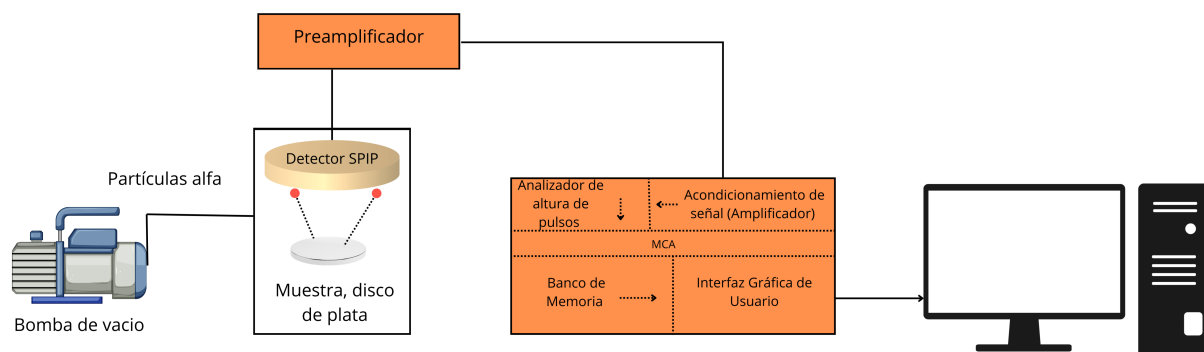 Preamplificador
Detector SPIP
Partículas alfa
Muestra, disco
de plata
Bomba de vacio
Analizador de
altura de
pulsos
Acondicionamiento de
señal (Amplificador)
MCA
Banco de
Memoria
Interfaz Gráfica de
Usuario